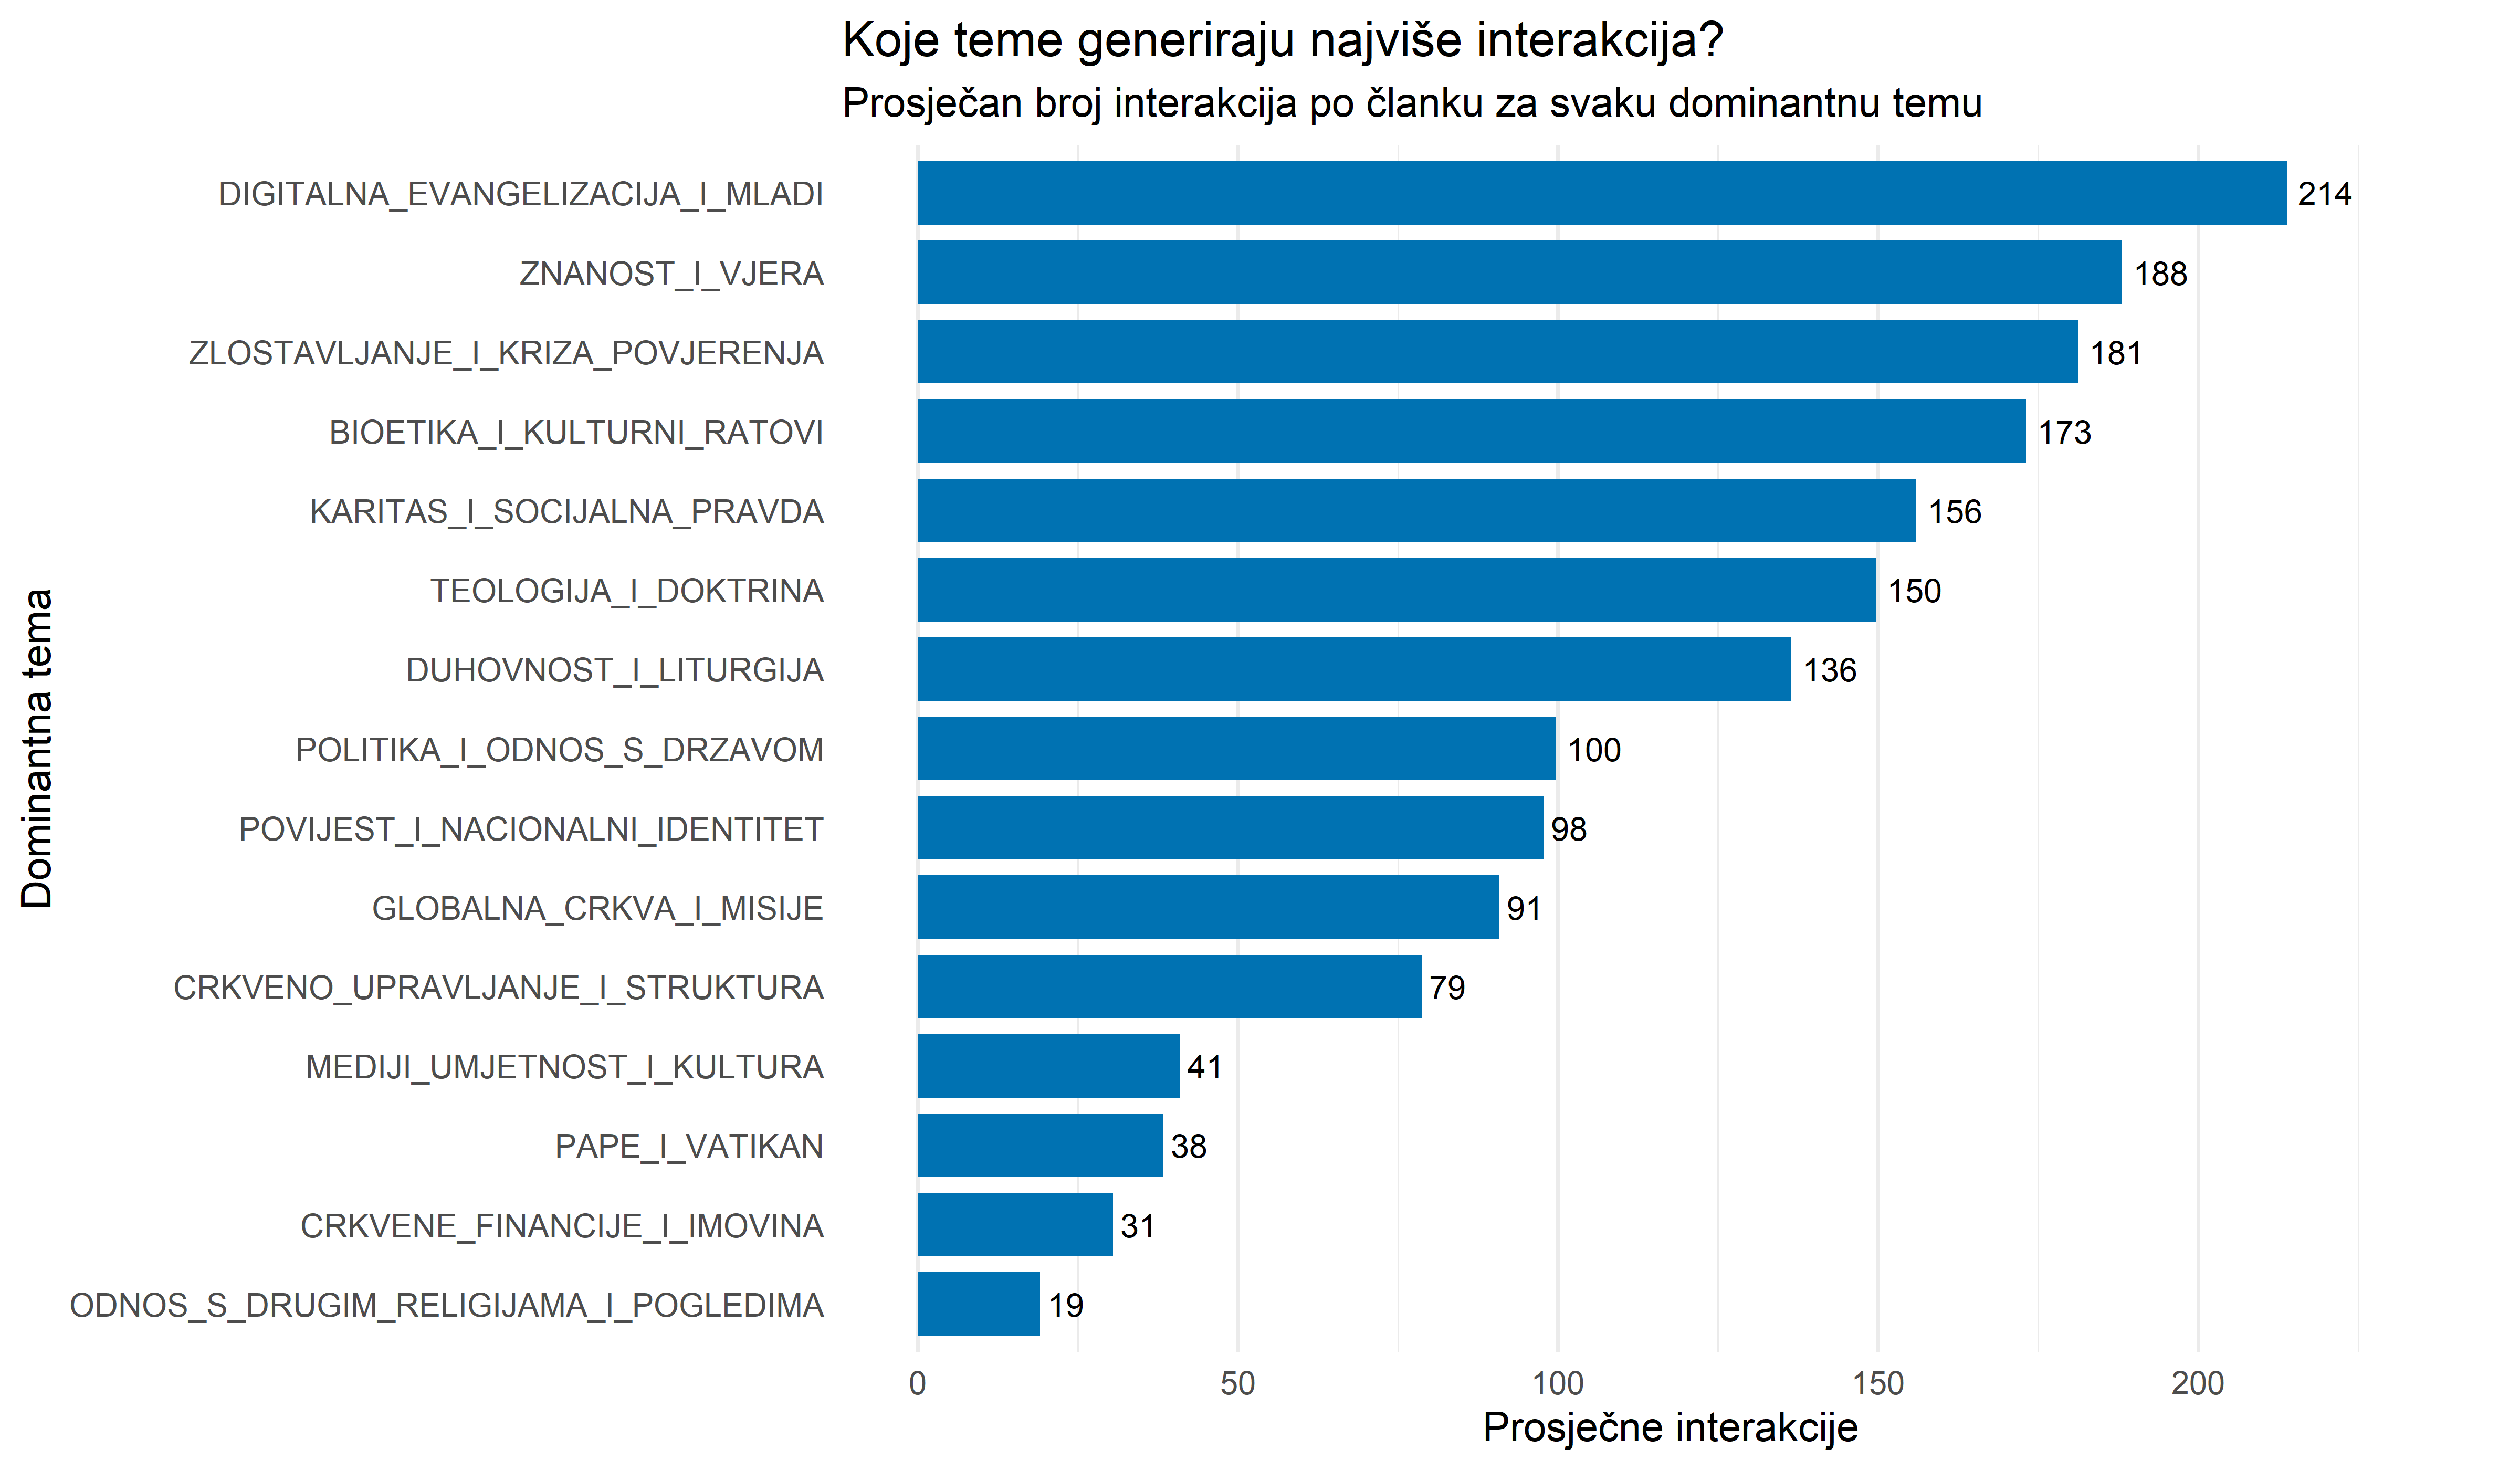 Koje teme generiraju najviše interakcija?
Prosječan broj interakcija po članku za svaku dominantnu temu
Dominantna tema
DIGITALNA_EVANGELIZACIJA_I_MLADI 214
ZNANOST_I_VJERA 188
ZLOSTAVLJANJE_I_KRIZA_POVJERENJA 181
BIOETIKA_I_KULTURNI_RATOVI 173
KARITAS_I_SOCIJALNA_PRAVDA 156
TEOLOGIJA_I_DOKTRINA 150
DUHOVNOST_I_LITURGIJA 136
POLITIKA_I_ODNOS_S_DRZAVOM 100
POVIJEST_I_NACIONALNI_IDENTITET 98
GLOBALNA_CRKVA_I_MISIJE 91
CRKVENO_UPRAVLJANJE_I_STRUKTURA 79
MEDIJI_UMJETNOST_I_KULTURA 41
PAPE_I_VATIKAN 38
CRKVENE_FINANCIJE_I_IMOVINA 31
ODNOS_S_DRUGIM_RELIGIJAMA_I_POGLEDIMA 19
0 50 100 150 200
Prosječne interakcije